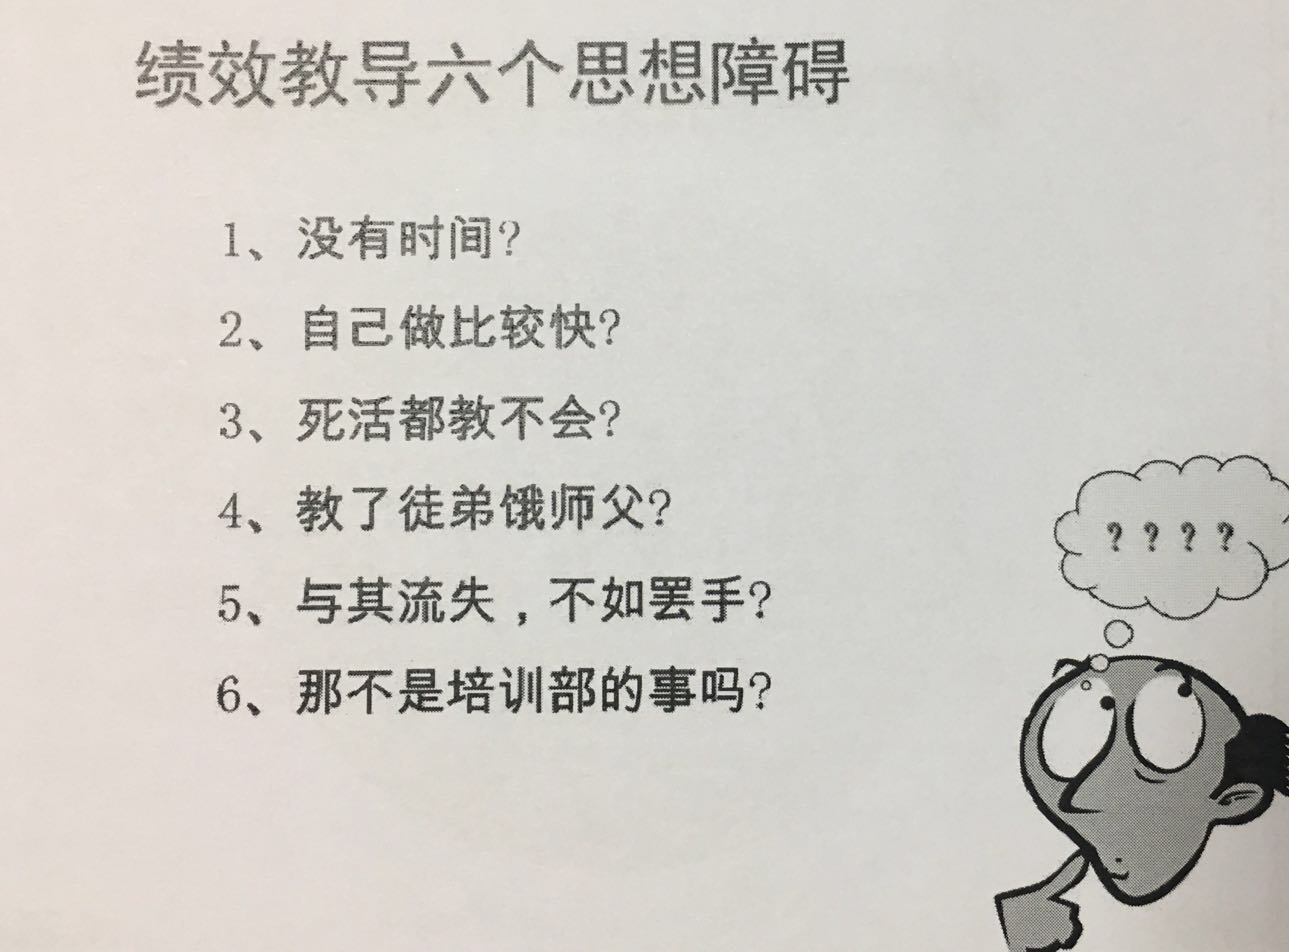 绩效教导六个思想障碍
1、没有时间?
2、自己做比较快?
3、死活都教不会?
4、教了徒弟饿师父?
5、与其流失，不如罢手?
6、那不是培训部的事吗?
? ? ? ?